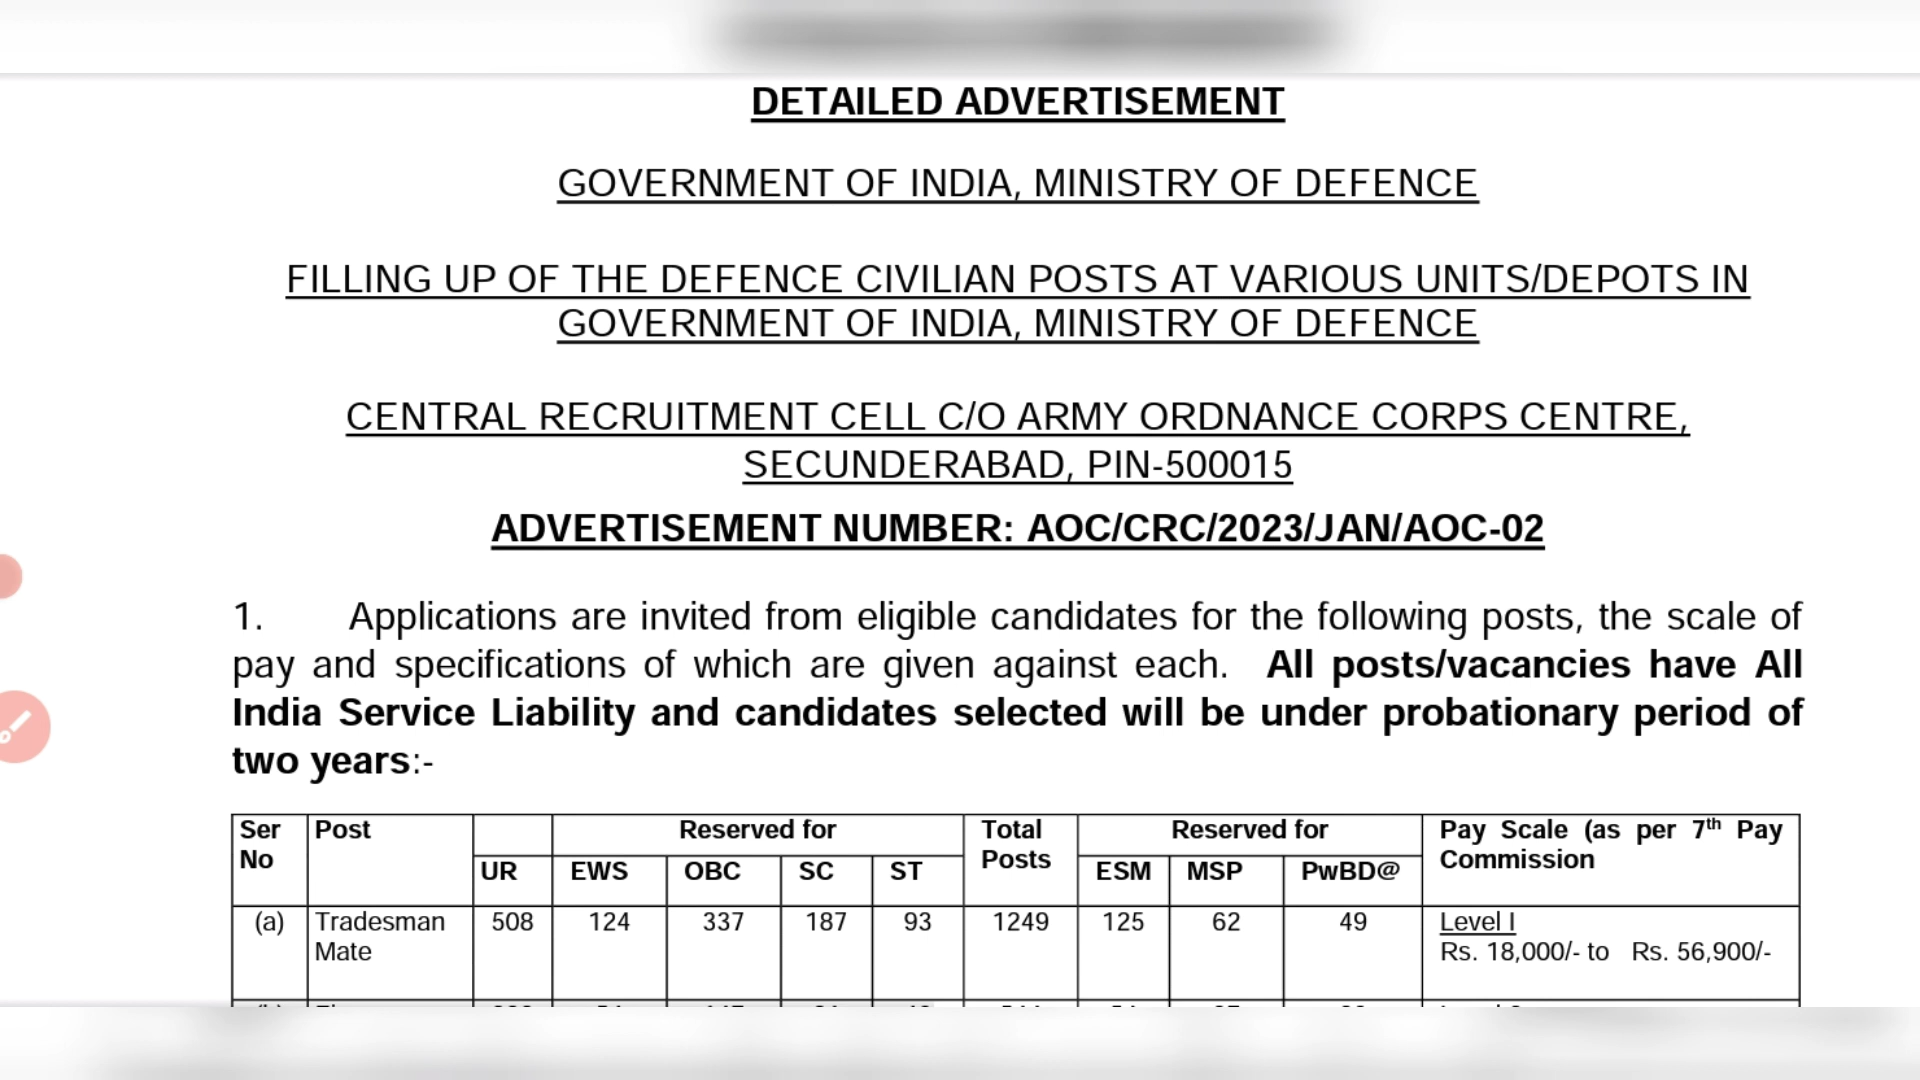 DETAILED ADVERTISEMENT
GOVERNMENT OF INDIA, MINISTRY OF DEFENCE
FILLING UP OF THE DEFENCE CIVILIAN POSTS AT VARIOUS UNITS/DEPOTS IN
GOVERNMENT OF INDIA, MINISTRY OF DEFENCE
CENTRAL RECRUITMENT CELL C/O ARMY ORDNANCE CORPS CENTRE,
SECUNDERABAD, PIN-500015
ADVERTISEMENT NUMBER: AOC/CRC/2023/JAN/AOC-02
1. Applications are invited from eligible candidates for the following posts, the scale of
pay and specifications of which are given against each. All posts/vacancies have All
India Service Liability and candidates selected will be under probationary period of
two years:-
Ser Post Reserved for Total Reserved for Pay Scale (as per 7th Pay
No Posts Commission
UR EWS OBC SC ST ESM MSP PwBD@
(a) Tradesman 508 124 337 187 93 1249 125 62 49 Level I
Mate Rs. 18,000/- to Rs. 56,900/-